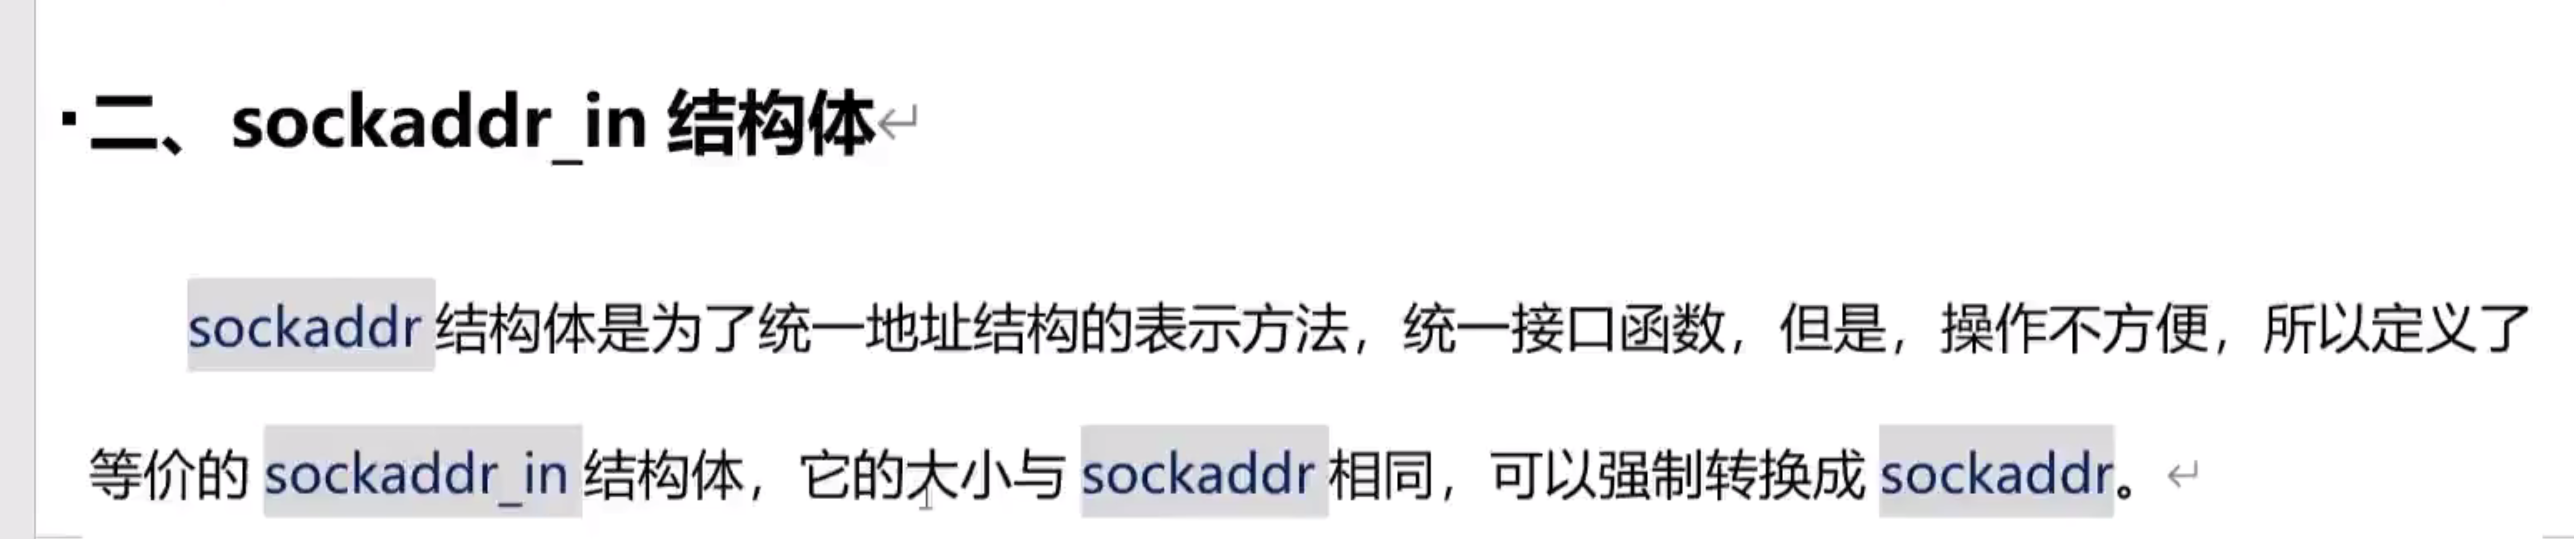 二、sockaddr_in 结构体
sockaddr 结构体是为了统一地址结构的表示方法，统一接口函数，但是，操作不方便，所以定义了
等价的 sockaddr_in 结构体，它的大小与 sockaddr 相同，可以强制转换成 sockaddr。